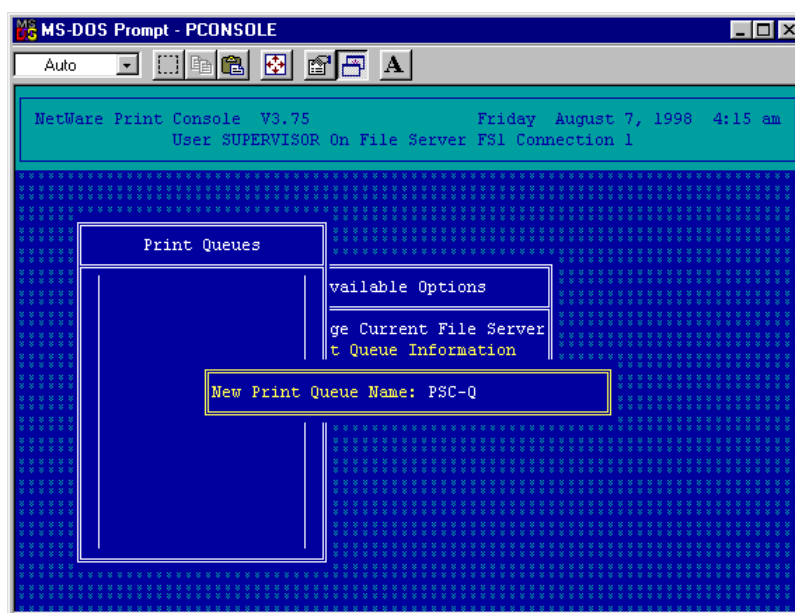 MS-DOS Prompt - PCONSOLE
Auto
A
NetWare Print Console V3.75 Friday August 7, 1998 4:15 am
User SUPERVISOR On File Server FS1 Connection 1
Print Queues
vailable Options
ge Current File Server
t Queue Information
New Print Queue Name: PSC-Q